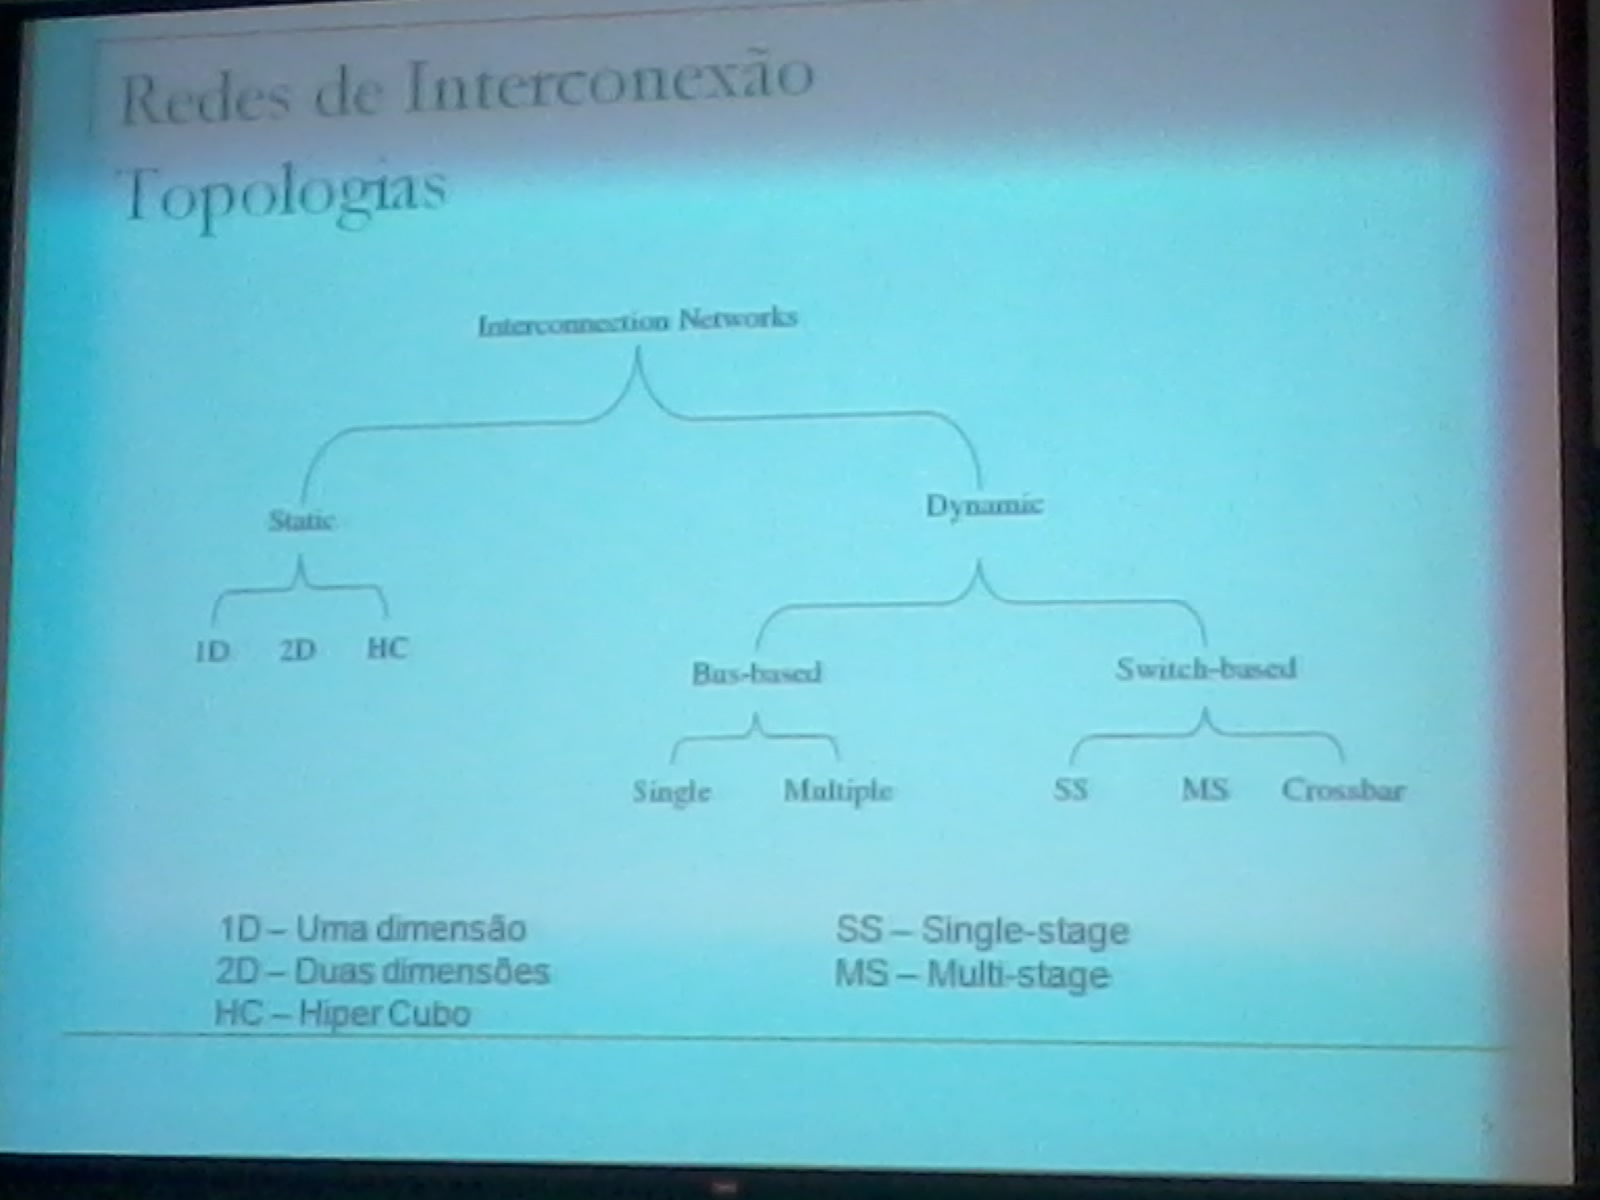 Redes de Interconexão
Topologias
Interconnection Networks
Static
Dynamic
1D 2D HC
Bus-based
Switch-based
Single Multiple
SS MS Crossbar
1D – Uma dimensão
2D – Duas dimensões
HC – Hiper Cubo
SS – Single-stage
MS – Multi-stage